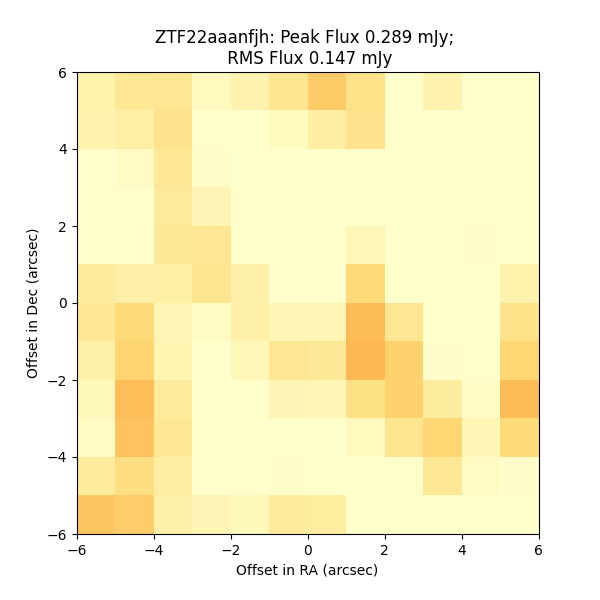 ZTF22aaanfjh: Peak Flux 0.289 mJy;
RMS Flux 0.147 mJy
6
4
2
0
−2
−4
−6
Offset in Dec (arcsec)
−6 −4 −2 0 2 4 6
Offset in RA (arcsec)